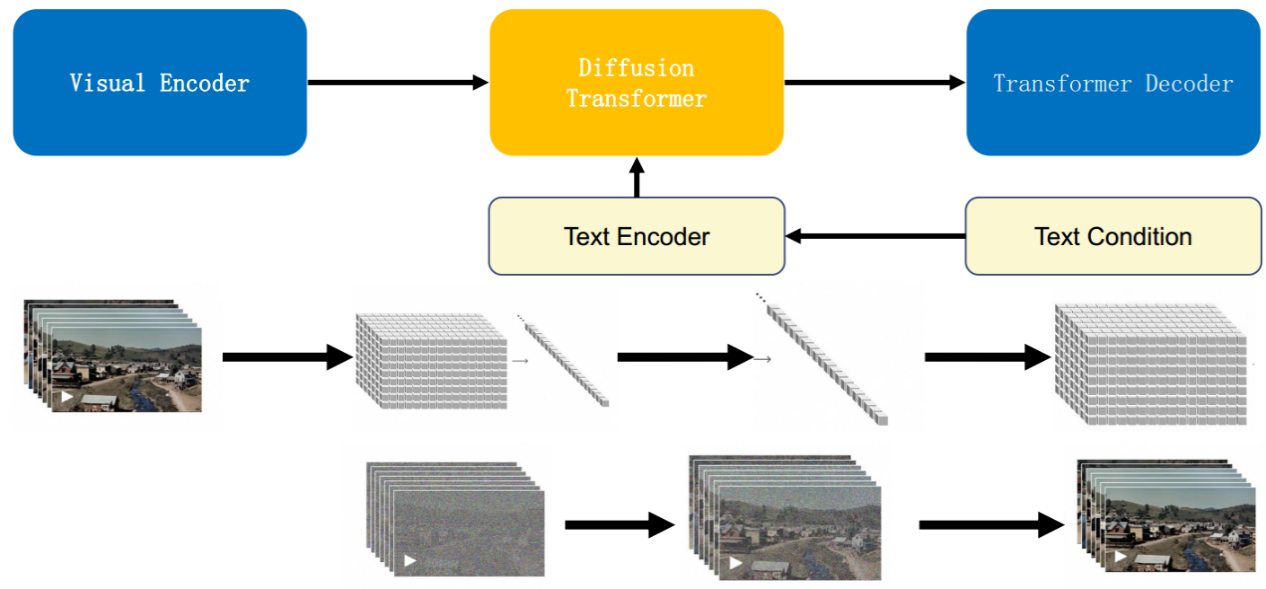 Visual Encoder
Diffusion
Transformer
Transformer Decoder
Text Encoder
Text Condition